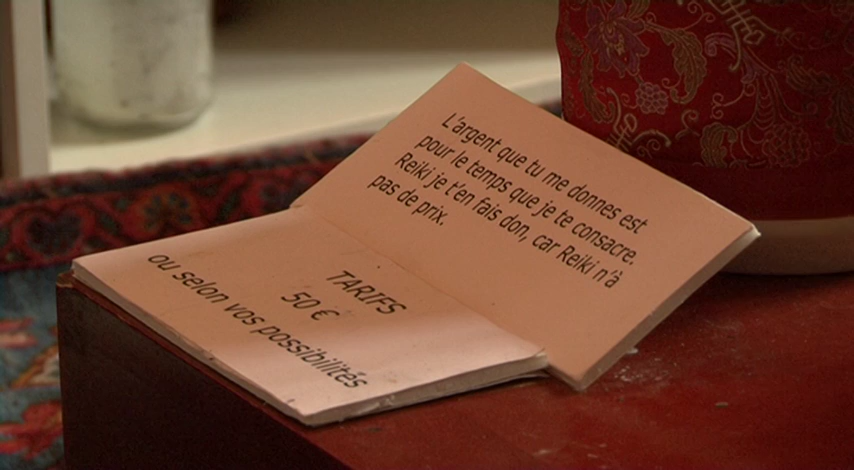 L'argent que tu me donnes est
pour le temps que je te consacre.
Reiki je t'en fais don, car Reiki n'à
pas de prix.
TARIFS
50 €
ou selon vos possibilités